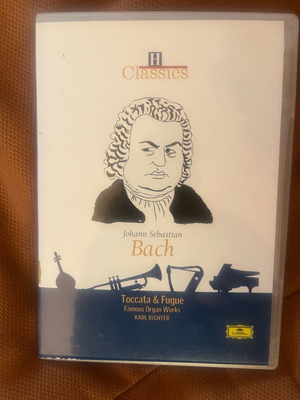 H
Classics
Johann Sebastian
Bach
Toccata & Fugue
Famous Organ Works
KARL RICHTER